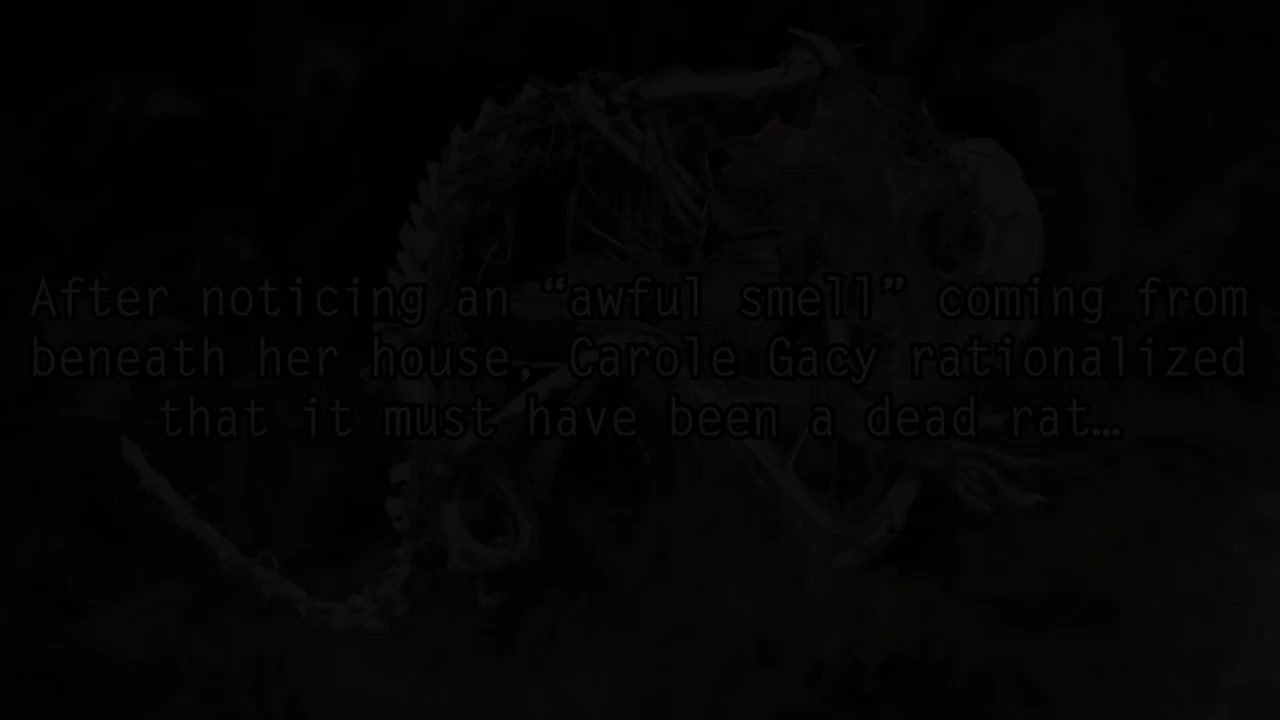 After noticing an “awful smell” coming from
beneath her house, Carole Gacy rationalized
that it must have been a dead rat…